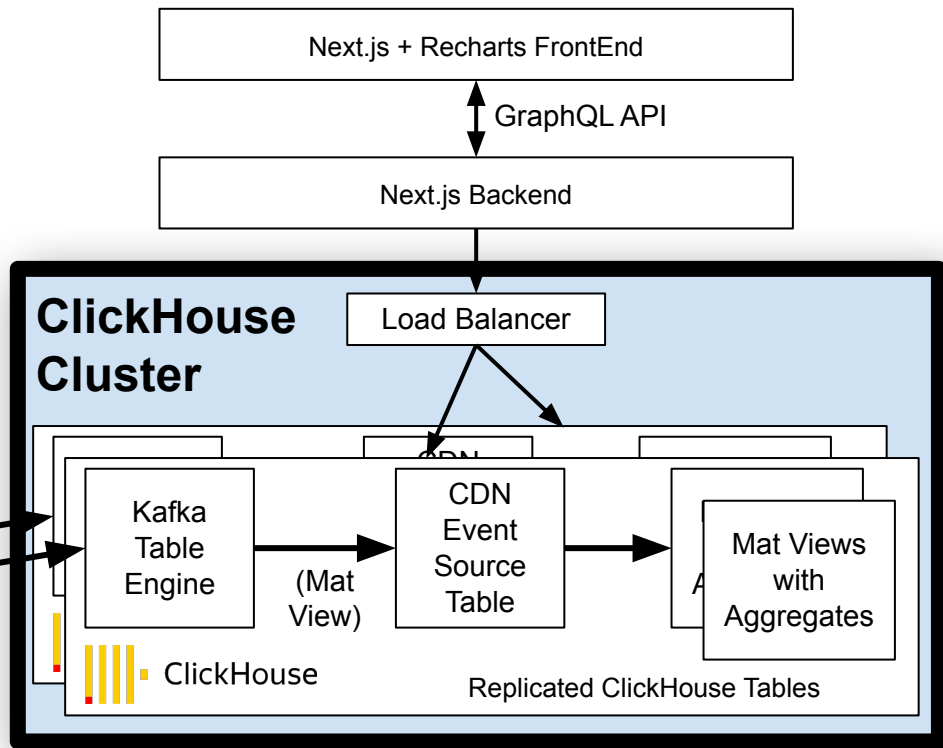 Next.js + Recharts FrontEnd
GraphQL API
Next.js Backend
ClickHouse
Cluster
Load Balancer
CDN
Kafka
Table
Engine
(Mat
View)
CDN
Event
Source
Table
Mat Views
with
Aggregates
ClickHouse
Replicated ClickHouse Tables